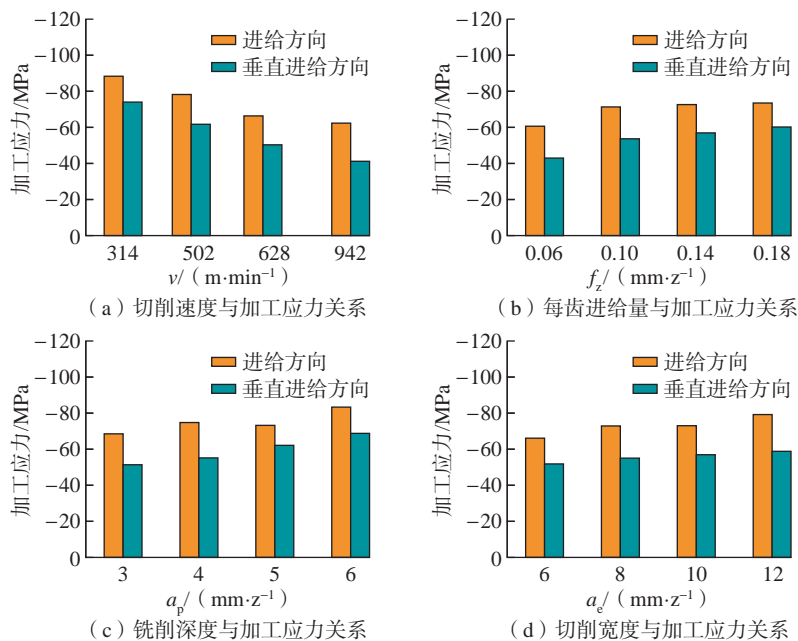 加工应力/MPa
-120
-100
-80
-60
-40
-20
0
进给方向
垂直进给方向
314 502 628 942
v/（m·min⁻¹）
（a）切削速度与加工应力关系
加工应力/MPa
-120
-100
-80
-60
-40
-20
0
进给方向
垂直进给方向
0.06 0.10 0.14 0.18
f_z/（mm·z⁻¹）
（b）每齿进给量与加工应力关系
加工应力/MPa
-120
-100
-80
-60
-40
-20
0
进给方向
垂直进给方向
3 4 5 6
a_p/（mm·z⁻¹）
（c）铣削深度与加工应力关系
加工应力/MPa
-120
-100
-80
-60
-40
-20
0
进给方向
垂直进给方向
6 8 10 12
a_e/（mm·z⁻¹）
（d）切削宽度与加工应力关系